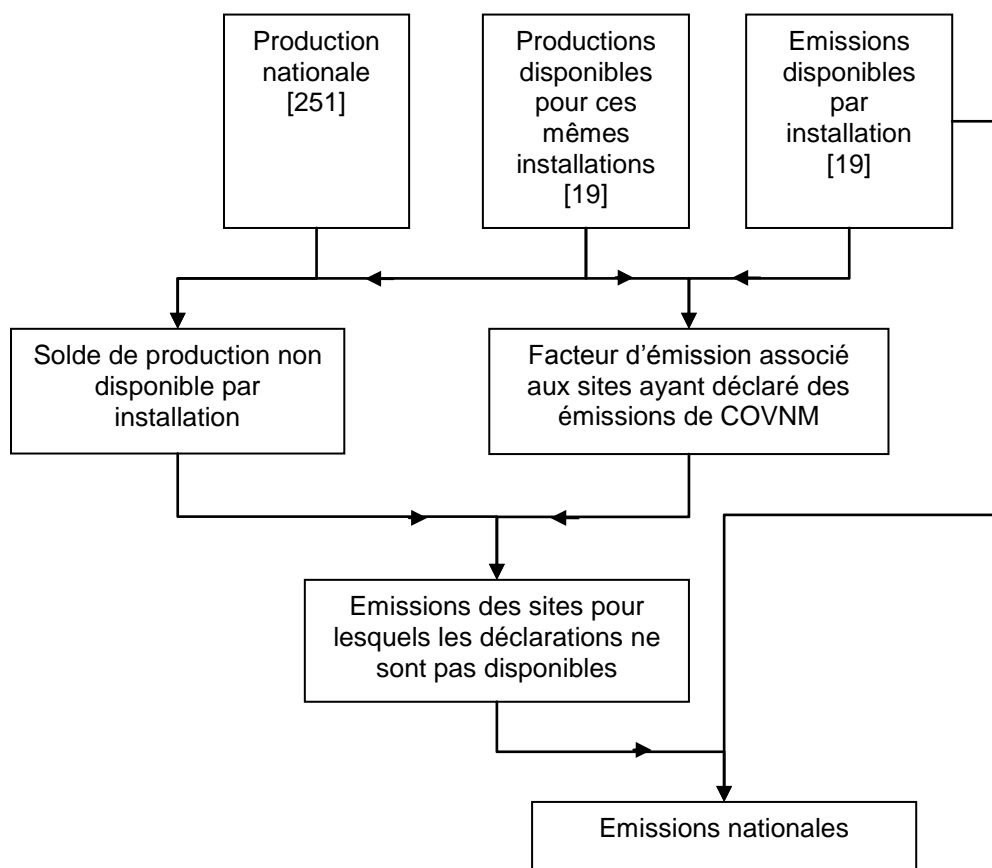 Production
nationale
[251]
Productions
disponibles
pour ces
mêmes
installations
[19]
Emissions
disponibles
par
installation
[19]
Solde de production non
disponible par
installation
Facteur d’émission associé
aux sites ayant déclaré des
émissions de COVNM
Emissions des sites pour
lesquels les déclarations ne
sont pas disponibles
Emissions nationales